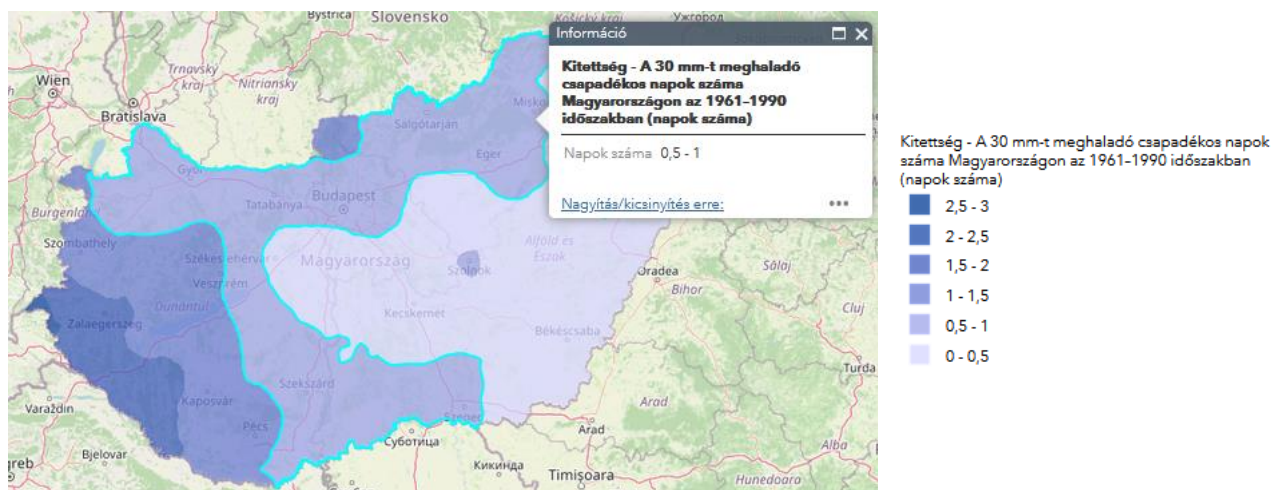 Bystrica
Slovensko
Košický kraj
Ужгород
Wien
Trnavský
kraj
Nitriansky
kraj
Bratislava
Salgótarján
Eger
Győr
Tatabánya
Budapest
Burgenland
Szombathely
Székesfehérvár
Veszprém
Magyarország
Szolnok
Alföld és
Észak
Dunántúl
Zalaegerszeg
Kecskemét
Békéscsaba
Oradea
Bihor
Sălaj
Cluj
Turda
Kaposvár
Szekszárd
Pécs
Szeged
Varaždin
Bjelovar
greb
Суботица
Кикинда
Arad
Arad
Timișoara
Alba
Hunedoara
Információ
Kitettség - A 30 mm-t meghaladó
csapadékos napok száma
Magyarországon az 1961–1990
időszakban (napok száma)
Napok száma 0,5 - 1
Nagyítás/kicsinyítés erre:
Kitettség - A 30 mm-t meghaladó csapadékos napok
száma Magyarországon az 1961–1990 időszakban
(napok száma)
2,5 - 3
2 - 2,5
1,5 - 2
1 - 1,5
0,5 - 1
0 - 0,5